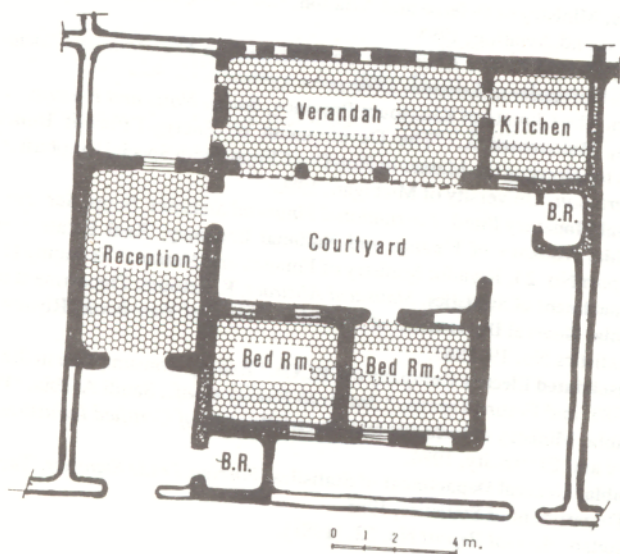 Verandah
Kitchen
B.R.
Reception
Courtyard
Bed Rm.
Bed Rm.
B.R.
0 1 2 4 m.